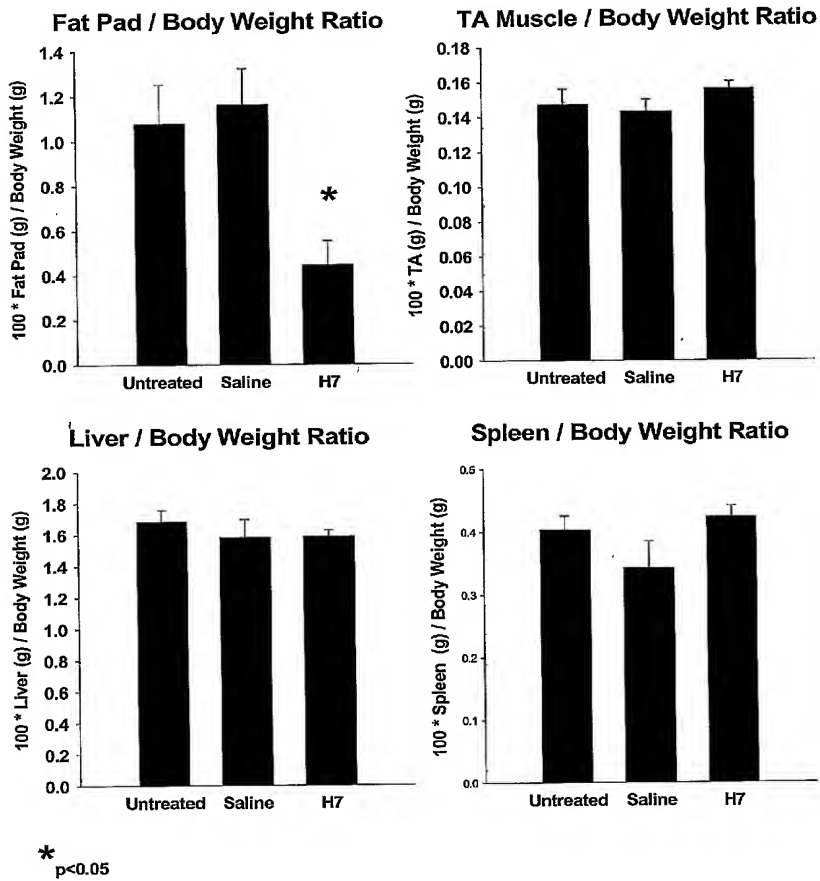 Fat Pad / Body Weight Ratio
100 * Fat Pad (g) / Body Weight (g)
1.4
1.2
1.0
0.8
0.6
0.4
0.2
0.0
*
Untreated Saline H7
TA Muscle / Body Weight Ratio
100 * TA (g) / Body Weight (g)
0.18
0.16
0.14
0.12
0.10
0.08
0.06
0.04
0.02
0.00
Untreated Saline H7
Liver / Body Weight Ratio
100 * Liver (g) / Body Weight (g)
2.0
1.8
1.6
1.4
1.2
1.0
0.8
0.6
0.4
0.2
0.0
Untreated Saline H7
Spleen / Body Weight Ratio
100 * Spleen (g) / Body Weight (g)
0.5
0.4
0.3
0.2
0.1
0.0
Untreated Saline H7
* p<0.05